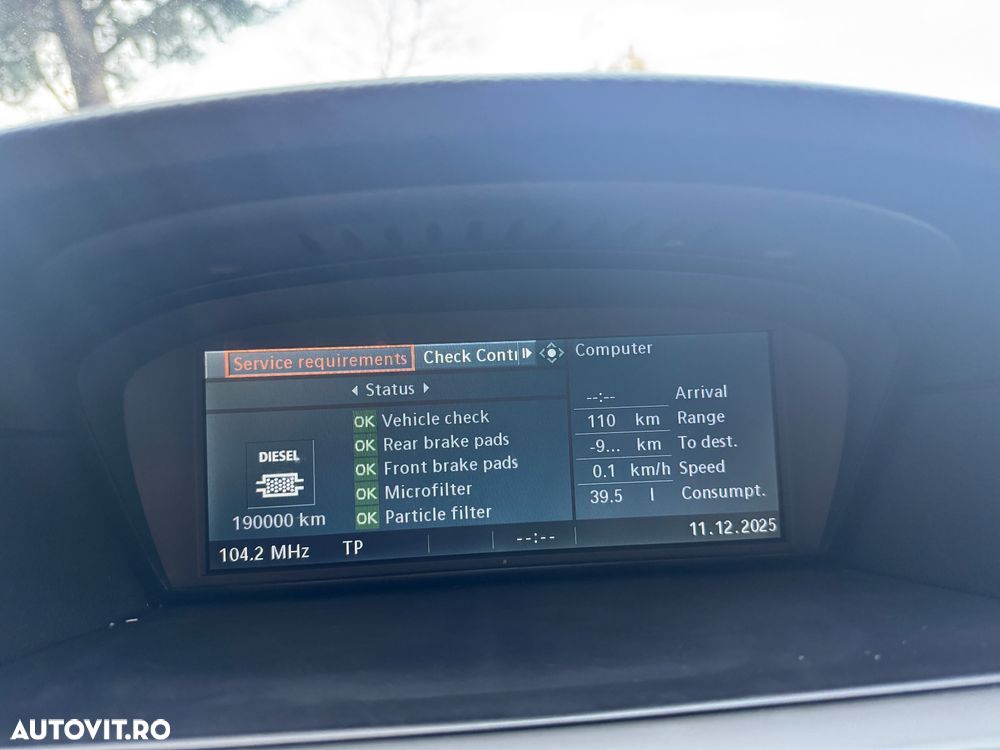 Service requirements Check Conti
Status
OK Vehicle check
OK Rear brake pads
OK Front brake pads
OK Microfilter
OK Particle filter
DIESEL
190000 km
Computer
--:-- Arrival
110 km Range
-9... km To dest.
0.1 km/h Speed
39.5 l Consumpt.
104.2 MHz TP --:-- 11.12.2025
AUTOVIT.RO